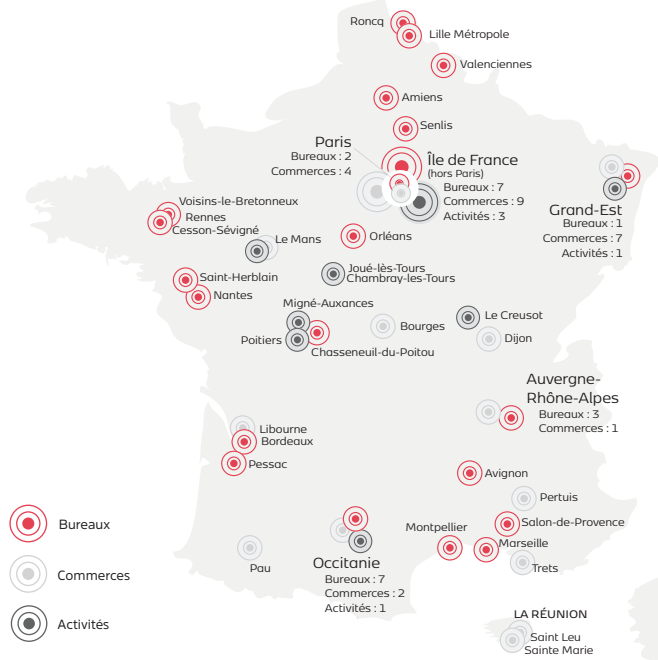 Roncq
Lille Métropole
Valenciennes
Amiens
Senlis
Paris
Bureaux : 2
Commerces : 4
Île de France
(hors Paris)
Bureaux : 7
Commerces : 9
Activités : 3
Grand-Est
Bureaux : 1
Commerces : 7
Activités : 1
Voisins-le-Bretonneux
Rennes
Cesson-Sévigné
Le Mans
Orléans
Saint-Herblain
Nantes
Joué-lès-Tours
Chambray-les-Tours
Migné-Auxances
Poitiers
Chasseneuil-du-Poitou
Bourges
Le Creusot
Dijon
Auvergne-
Rhône-Alpes
Bureaux : 3
Commerces : 1
Libourne
Bordeaux
Pessac
Avignon
Pertuis
Salon-de-Provence
Montpellier
Marseille
Trets
Pau
Occitanie
Bureaux : 7
Commerces : 2
Activités : 1
Bureaux
Commerces
Activités
LA RÉUNION
Saint Leu
Sainte Marie